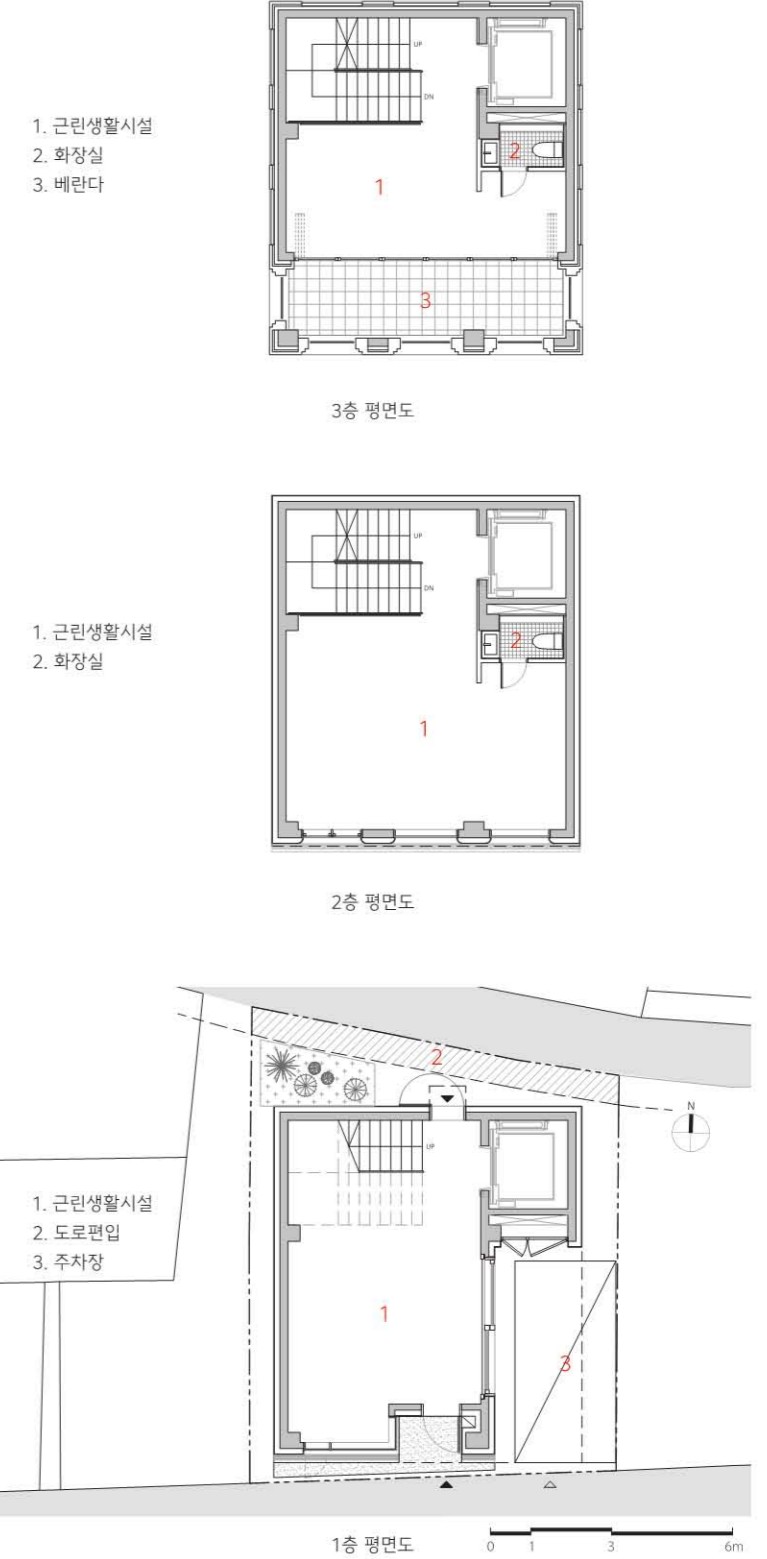 UP
DN
1. 근린생활시설
2. 화장실
3. 베란다
2
1
3
3층 평면도
UP
DN
1. 근린생활시설
2. 화장실
2
1
2층 평면도
2
N
UP
1. 근린생활시설
2. 도로편입
3. 주차장
1
3
1층 평면도
0 1 3 6m